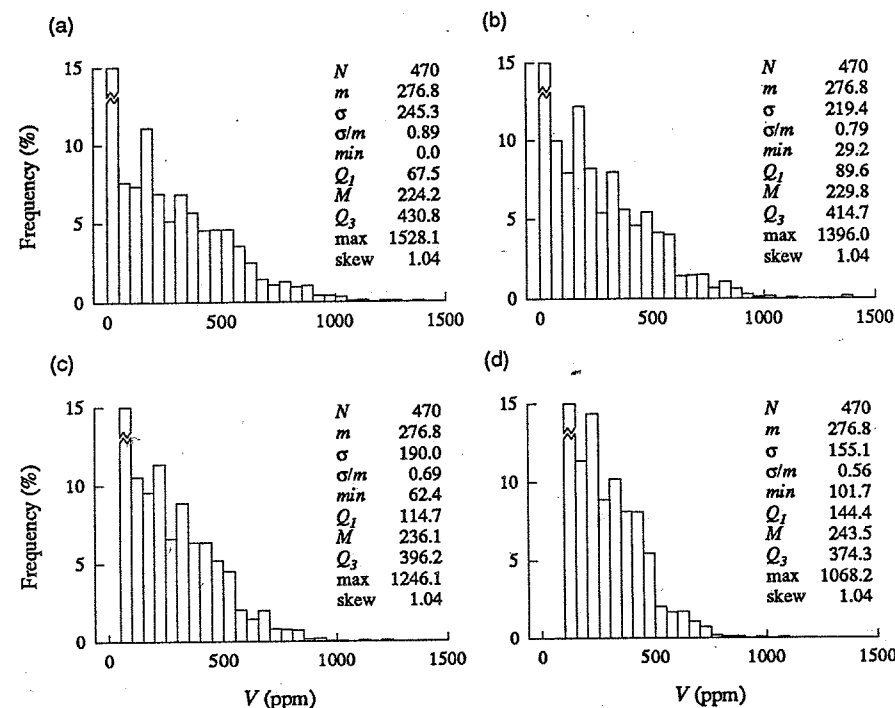 (a)
15
10
5
0
Frequency (%)
0 500 1000 1500
N 470
m 276.8
σ 245.3
σ/m 0.89
min 0.0
Q1 67.5
M 224.2
Q3 430.8
max 1528.1
skew 1.04
(b)
15
10
5
0
0 500 1000 1500
N 470
m 276.8
σ 219.4
σ/m 0.79
min 29.2
Q1 89.6
M 229.8
Q3 414.7
max 1396.0
skew 1.04
(c)
15
10
5
0
Frequency (%)
0 500 1000 1500
V (ppm)
N 470
m 276.8
σ 190.0
σ/m 0.69
min 62.4
Q1 114.7
M 236.1
Q3 396.2
max 1246.1
skew 1.04
(d)
15
10
5
0
0 500 1000 1500
V (ppm)
N 470
m 276.8
σ 155.1
σ/m 0.56
min 101.7
Q1 144.4
M 243.5
Q3 374.3
max 1068.2
skew 1.04